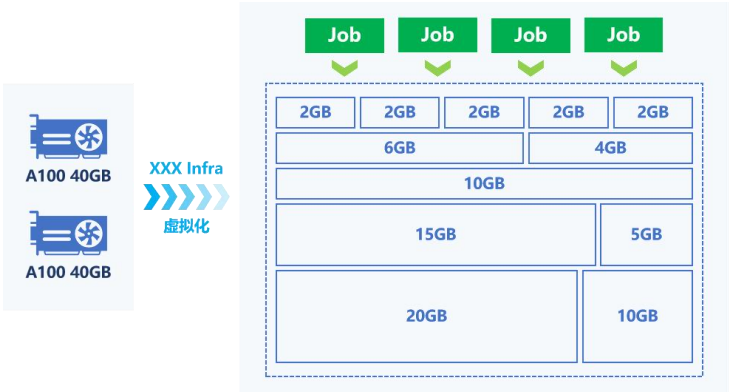 Job Job Job Job
2GB 2GB 2GB 2GB 2GB
6GB 4GB
10GB
15GB 5GB
20GB 10GB
A100 40GB
A100 40GB
XXX Infra
虚拟化